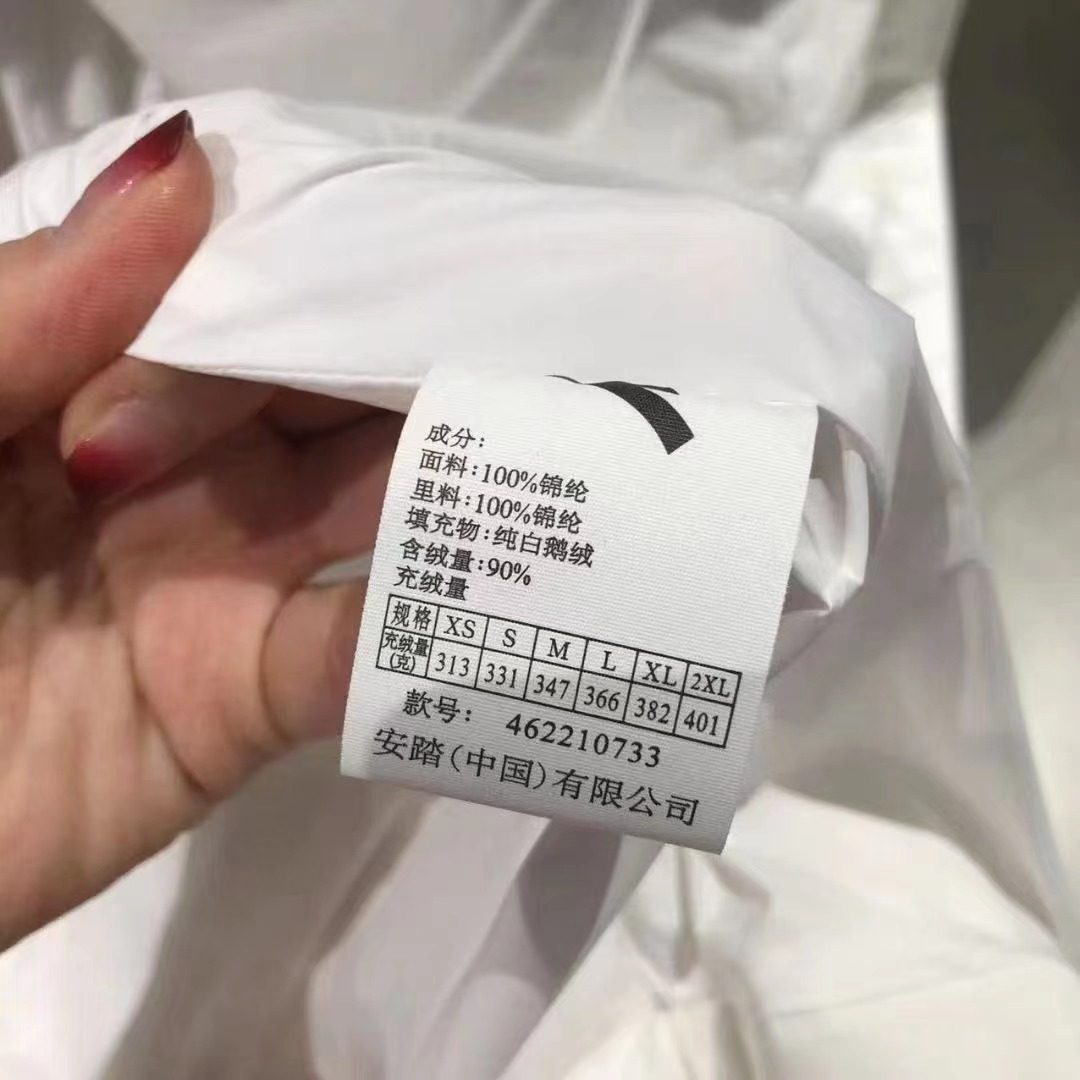 成分:
面料:100%锦纶
里料:100%锦纶
填充物:纯白鹅绒
含绒量:90%
充绒量
规格 XS S M L XL 2XL
充绒量(克) 313 331 347 366 382 401
款号: 462210733
安踏(中国)有限公司